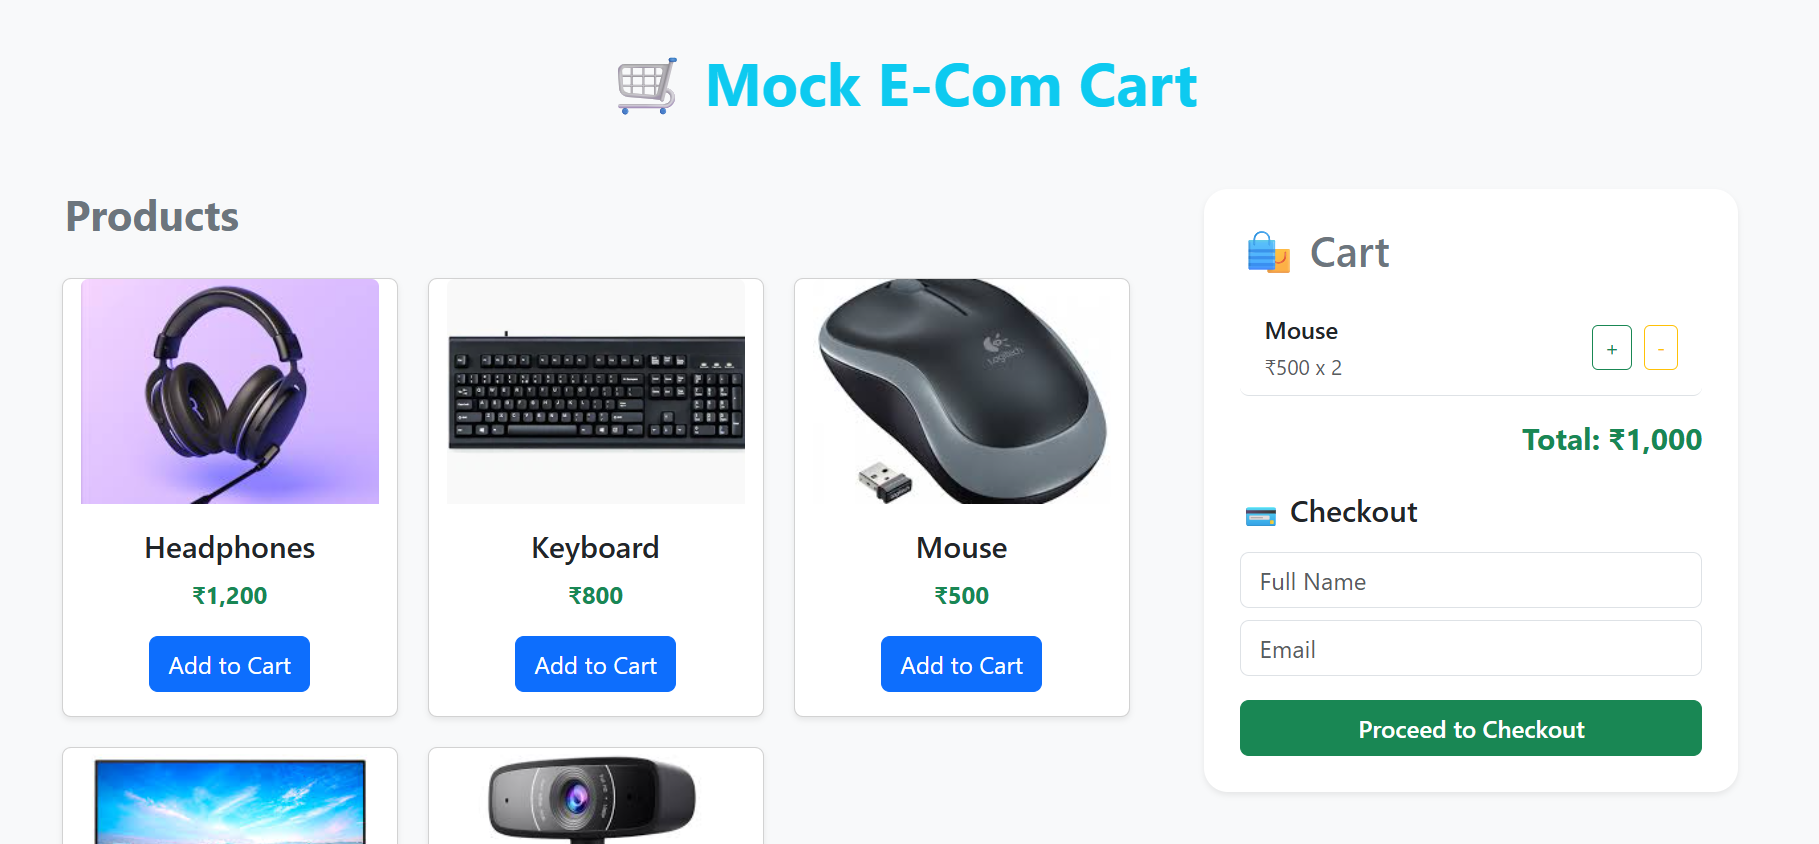 Mock E-Com Cart
Products
Logitech
Headphones
₹1,200
Add to Cart
Keyboard
₹800
Add to Cart
Mouse
₹500
Add to Cart
Cart
Mouse
₹500 x 2
+
-
Total: ₹1,000
Checkout
Full Name
Email
Proceed to Checkout